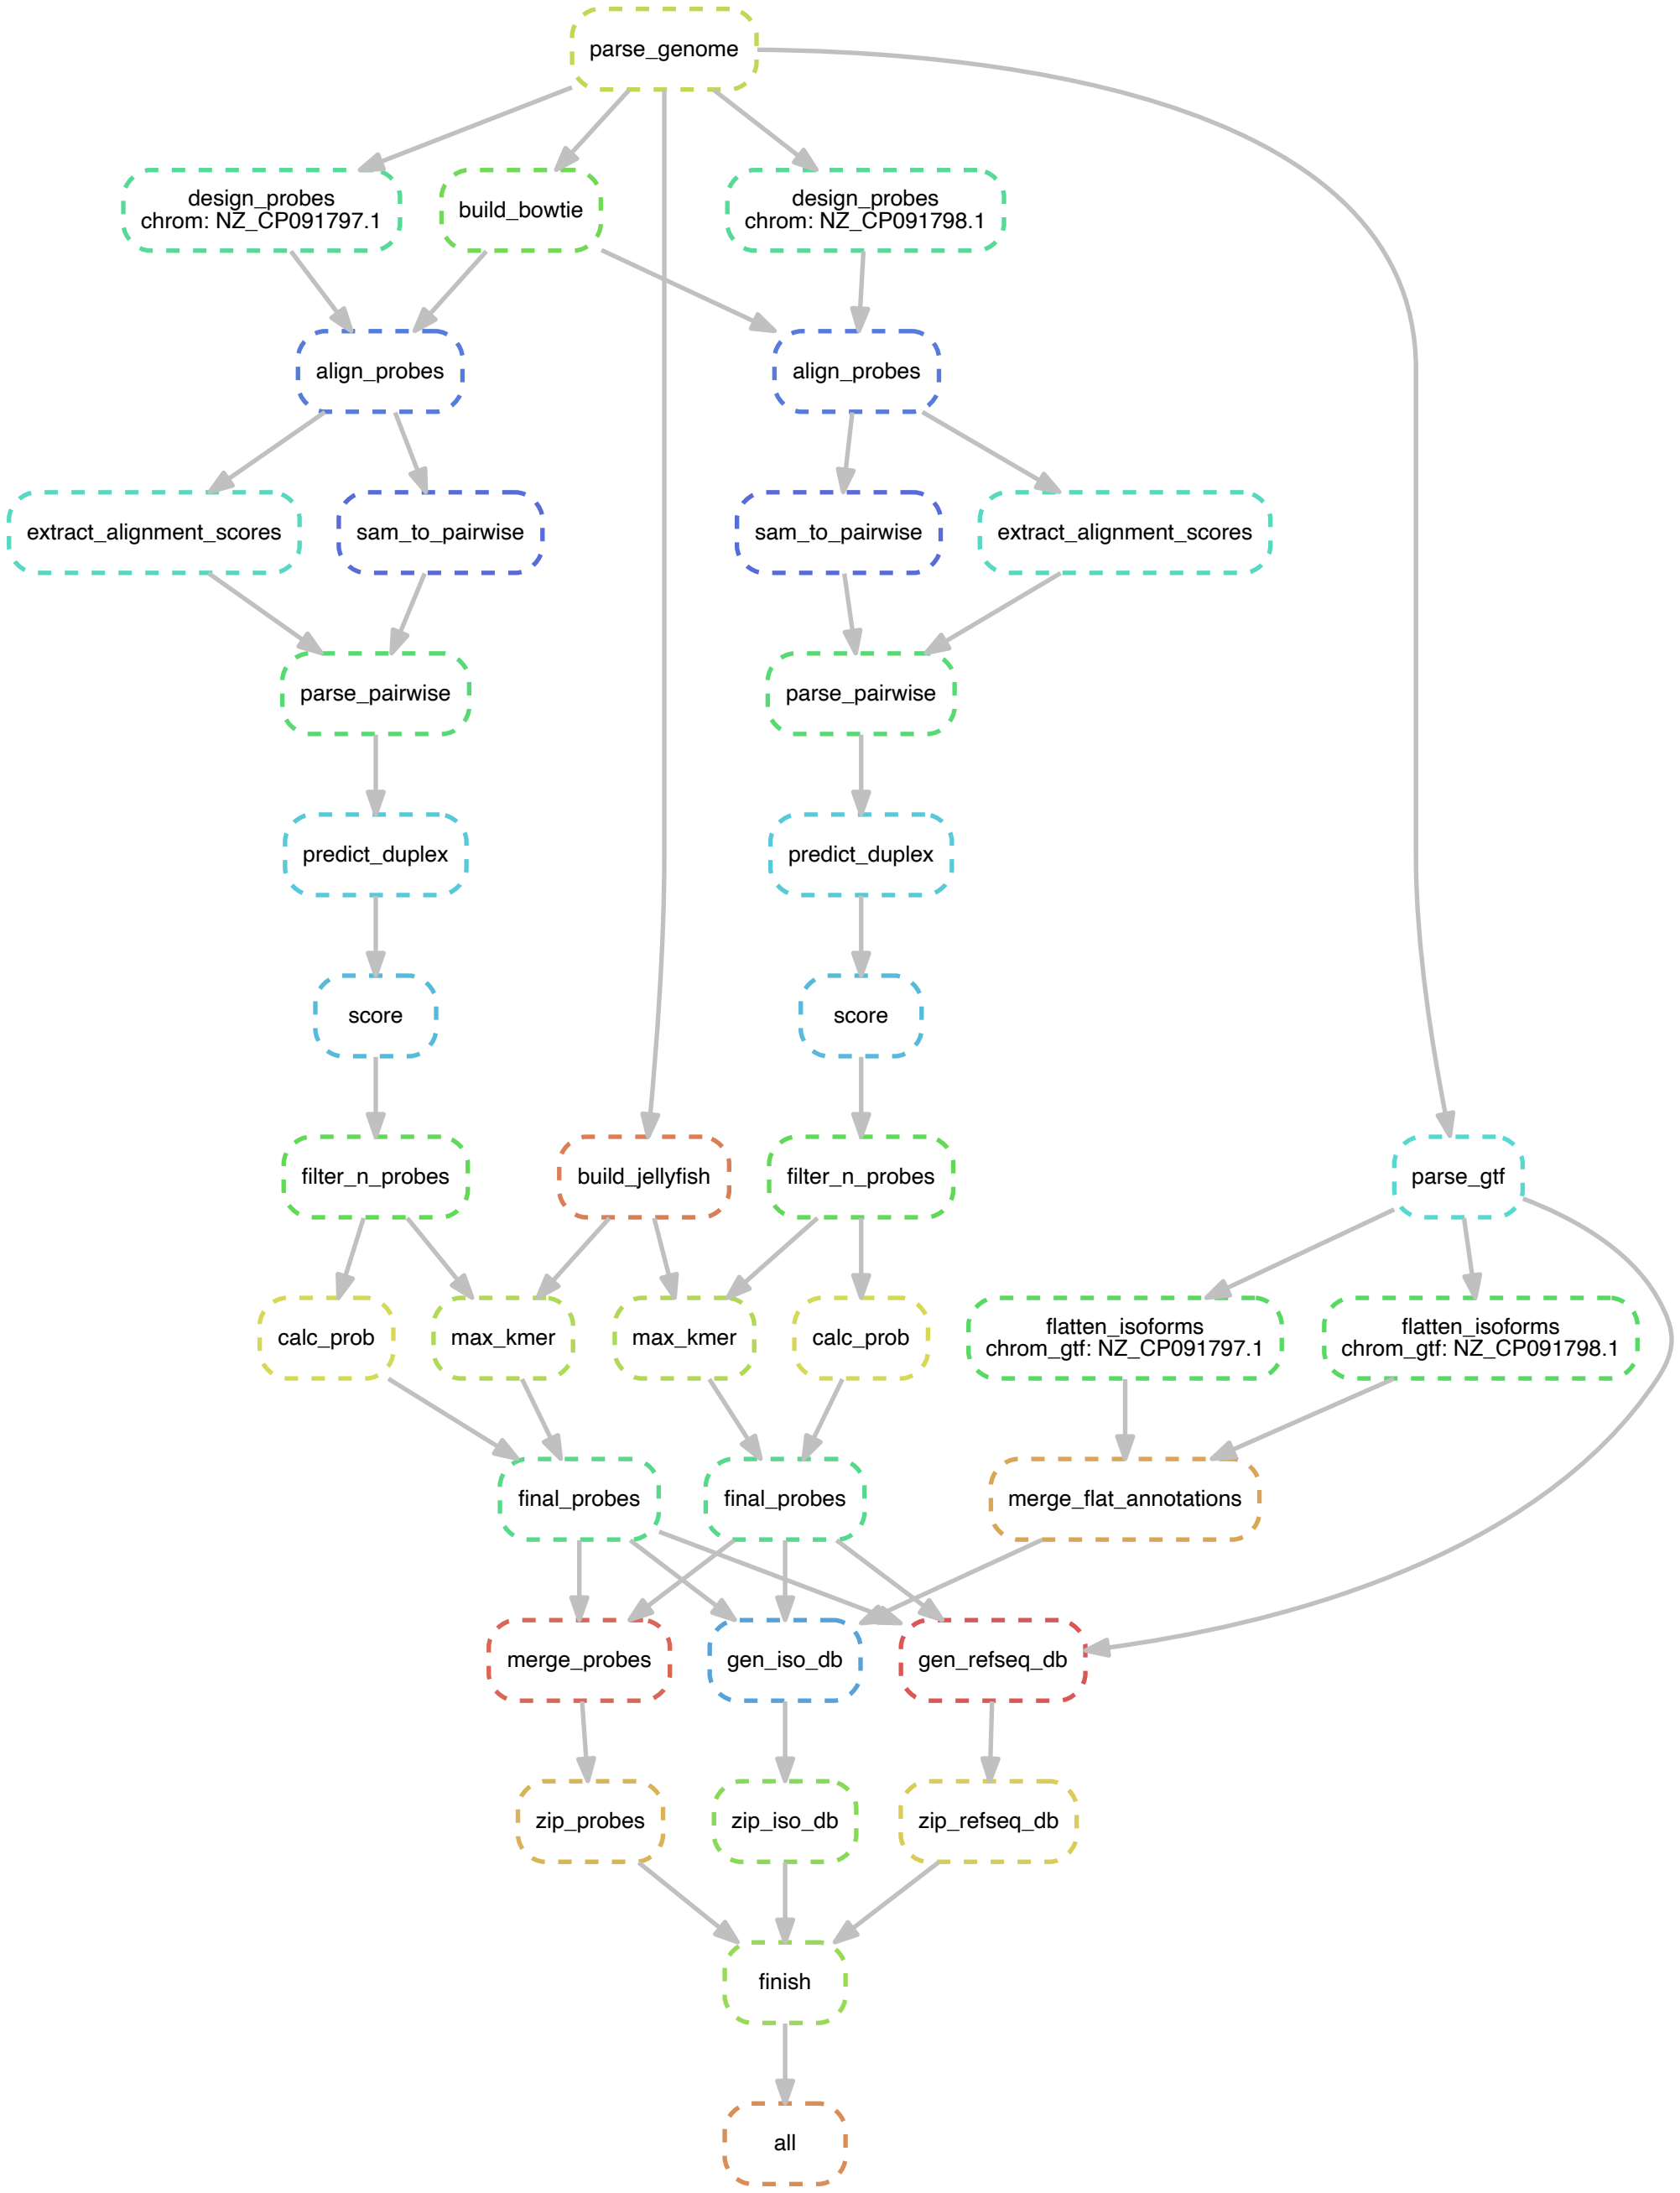 parse_genome
design_probes
chrom: NZ_CP091797.1
build_bowtie
design_probes
chrom: NZ_CP091798.1
align_probes
align_probes
extract_alignment_scores
sam_to_pairwise
sam_to_pairwise
extract_alignment_scores
parse_pairwise
parse_pairwise
predict_duplex
predict_duplex
score
score
filter_n_probes
build_jellyfish
filter_n_probes
parse_gtf
calc_prob
max_kmer
max_kmer
calc_prob
flatten_isoforms
chrom_gtf: NZ_CP091797.1
flatten_isoforms
chrom_gtf: NZ_CP091798.1
final_probes
final_probes
merge_flat_annotations
merge_probes
gen_iso_db
gen_refseq_db
zip_probes
zip_iso_db
zip_refseq_db
finish
all